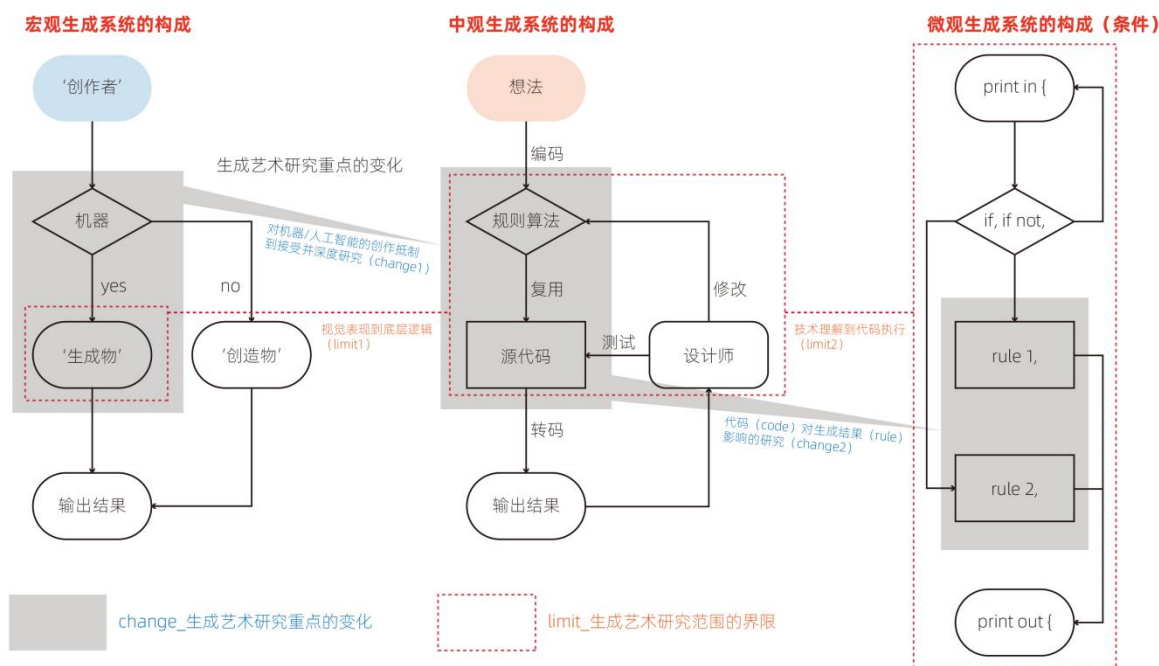 宏观生成系统的构成
‘创作者’
机器
yes
no
‘生成物’
‘创造物’
输出结果
生成艺术研究重点的变化
对机器/人工智能的创作抵制
到接受并深度研究（change1）
视觉表现到底层逻辑
（limit1）
中观生成系统的构成
想法
编码
规则算法
复用
修改
源代码
测试
设计师
转码
输出结果
技术理解到代码执行
（limit2）
代码（code）对生成结果（rule）
影响的研究（change2）
微观生成系统的构成（条件）
print in {
if, if not,
rule 1,
rule 2,
print out {
change_生成艺术研究重点的变化
limit_生成艺术研究范围的界限